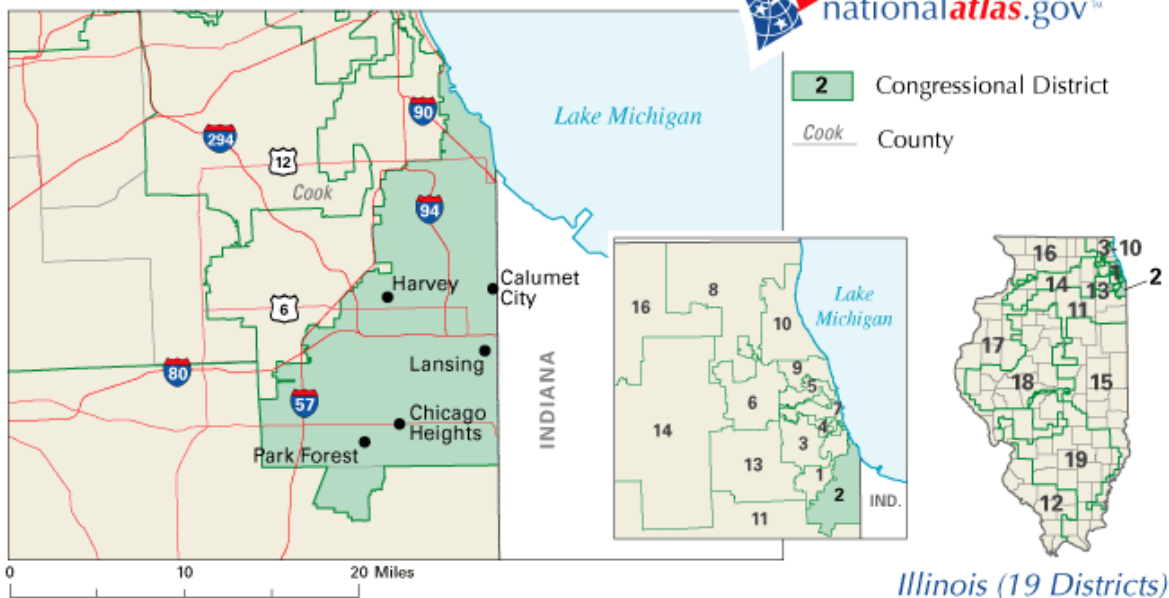 nationalatlas.gov™
2 Congressional District
Cook County
Lake Michigan
90
294
12
Cook
94
Harvey
Calumet
City
6
Lansing
80
57
Chicago
Heights
Park Forest
INDIANA
0 10 20 Miles
8
16
Lake
Michigan
10
9
5
6
7
14
4
3
13
1
2
IND.
11
16
3-10
2
1
14
13
11
17
18
15
19
12
Illinois (19 Districts)